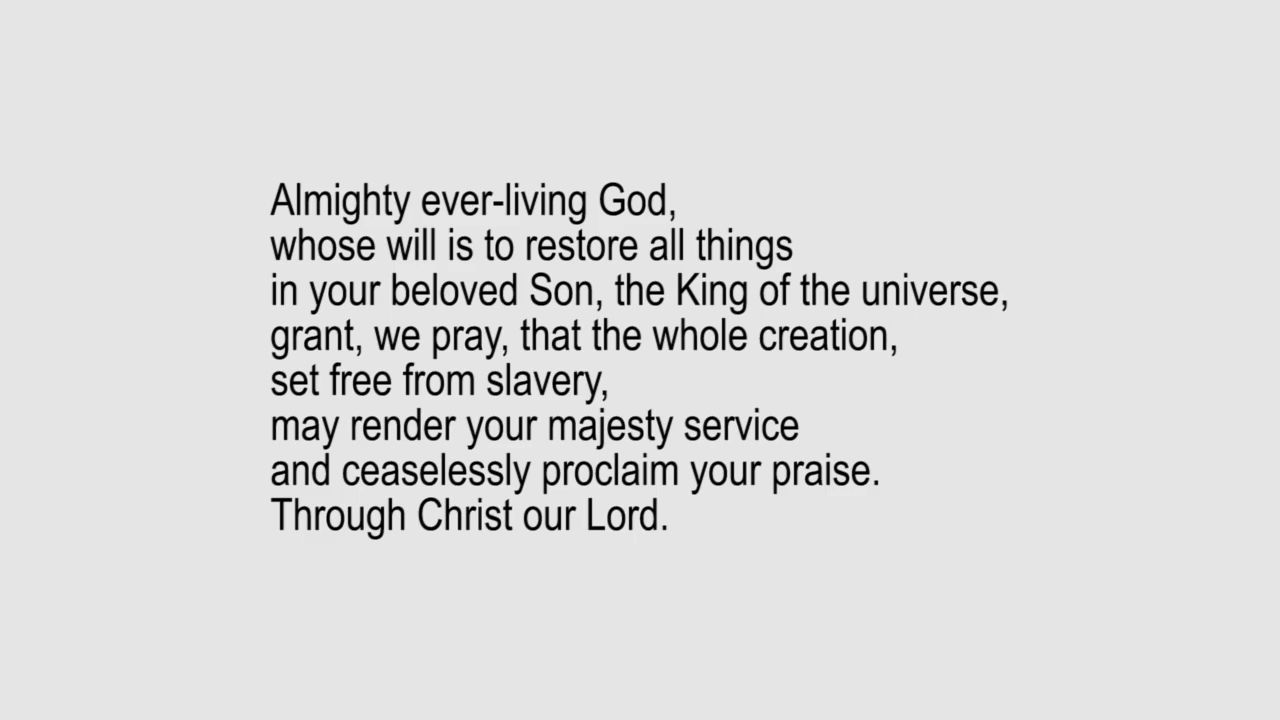 Almighty ever-living God,
whose will is to restore all things
in your beloved Son, the King of the universe,
grant, we pray, that the whole creation,
set free from slavery,
may render your majesty service
and ceaselessly proclaim your praise.
Through Christ our Lord.